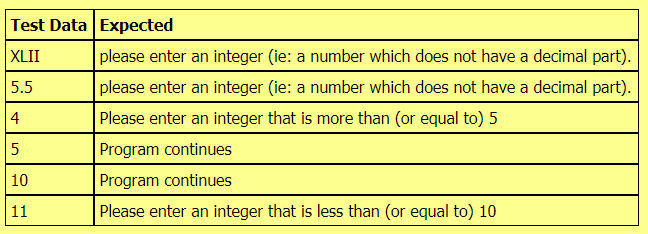 Test Data Expected
XLII please enter an integer (ie: a number which does not have a decimal part).
5.5 please enter an integer (ie: a number which does not have a decimal part).
4 Please enter an integer that is more than (or equal to) 5
5 Program continues
10 Program continues
11 Please enter an integer that is less than (or equal to) 10